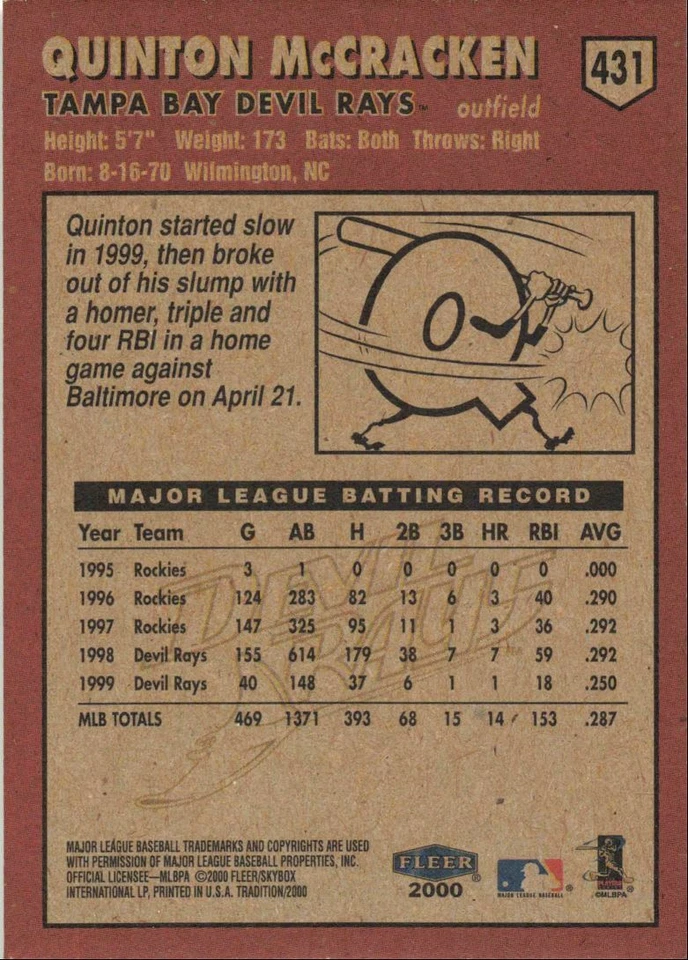 QUINTON McCRACKEN
431
TAMPA BAY DEVIL RAYS™ outfield
Height: 5'7" Weight: 173 Bats: Both Throws: Right
Born: 8-16-70 Wilmington, NC
Quinton started slow
in 1999, then broke
out of his slump with
a homer, triple and
four RBI in a home
game against
Baltimore on April 21.
MAJOR LEAGUE BATTING RECORD
Year Team G AB H 2B 3B HR RBI AVG
1995 Rockies 3 1 0 0 0 0 0 .000
1996 Rockies 124 283 82 13 6 3 40 .290
1997 Rockies 147 325 95 11 1 3 36 .292
1998 Devil Rays 155 614 179 38 7 7 59 .292
1999 Devil Rays 40 148 37 6 1 1 18 .250
MLB TOTALS 469 1371 393 68 15 14 153 .287
DEVIL
RAYS
MAJOR LEAGUE BASEBALL TRADEMARKS AND COPYRIGHTS ARE USED
WITH PERMISSION OF MAJOR LEAGUE BASEBALL PROPERTIES, INC.
OFFICIAL LICENSEE—MLBPA ©2000 FLEER/SKYBOX
INTERNATIONAL LP, PRINTED IN U.S.A. TRADITION/2000
FLEER
2000
MAJOR LEAGUE BASEBALL®
©MLBPA